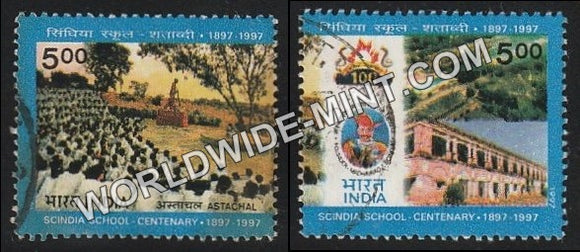 सिंधिया स्कूल - शताब्दी • 1897-1997
5.00
भारत INDIA
अस्ताचल ASTACHAL
SCINDIA SCHOOL - CENTENARY • 1897-1997
सिंधिया स्कूल - शताब्दी • 1897-1997
5.00
100
भारत
INDIA
1997
SCINDIA SCHOOL - CENTENARY • 1897-1997
WORLDWIDE-MINT.COM